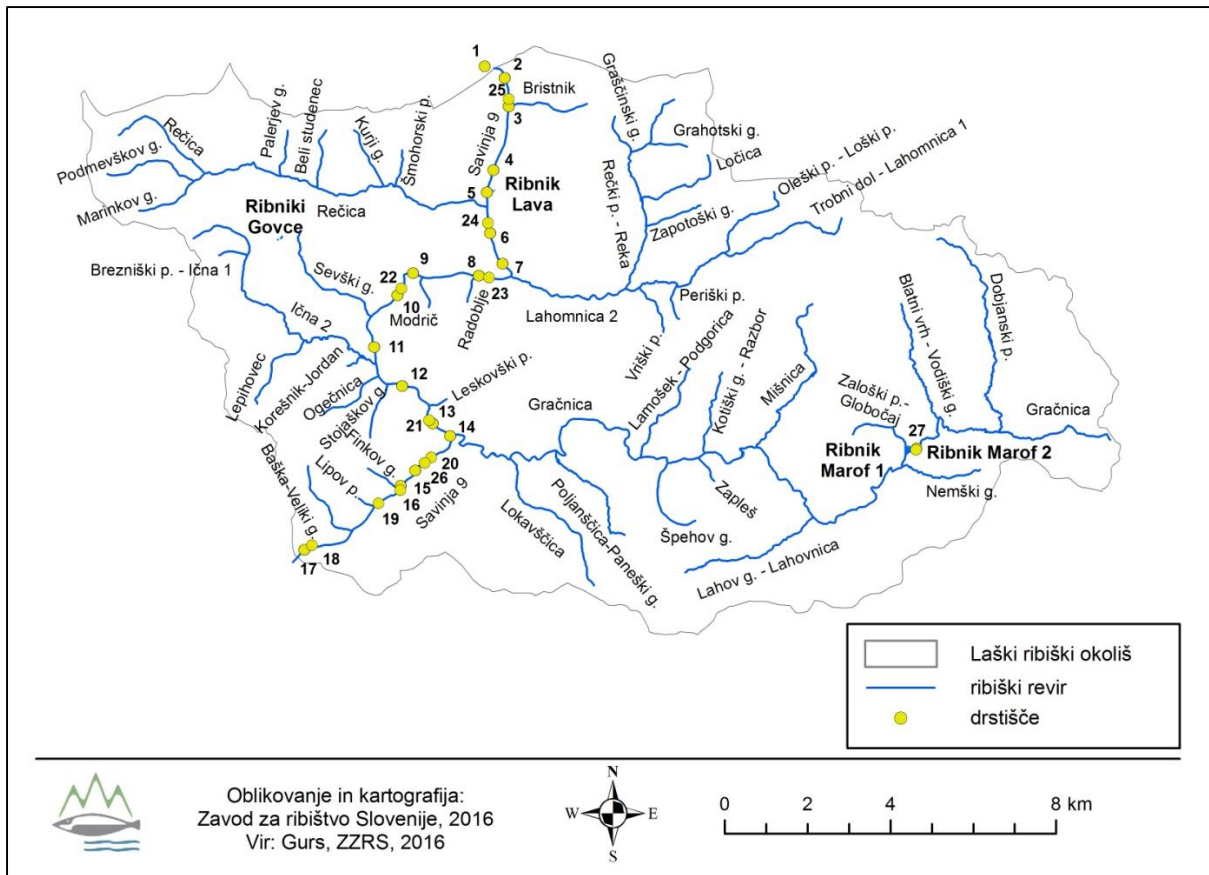 1
2
25
Bristnik
3
Graščinski g.
Grahotski g.
Ločica
Oleški p. - Loški p.
Trobni dol - Lahomnica 1
Rečica
Palerjev g.
Beli studenec
Kurji g.
Šmohorski p.
Savinja 9
4
Podmevškov g.
Marinkov g.
Rečica
5
Ribnik
Lava
Rečki p. - Reka
Zapotoški g.
Ribniki
Govce
24
6
Brezniški p. - Ična 1
Sevški g.
22
9
8
7
23
10
Modrič
Radoblje
Lahomnica 2
Periški p.
Vriški p.
Blatni vrh - Vodiški g.
Dobjanski p.
Ična 2
11
Lepihovec
Korešnik-Jordan
Ogečnica
Stojaškov g.
12
Leskovški p.
13
21
14
Gračnica
Lamošek - Podgorica
Kotiški g. - Razbor
Mišnica
Zaloški p.-
Globočaj
27
Gračnica
Ribnik
Marof 1
Ribnik Marof 2
Nemški g.
Baška-Veliki g.
Lipov p.
Finkov g.
20
26
15
16
Savinja 9
19
18
17
Lokavščica
Poljanščica-Paneški g.
Špehov g.
Zapleš
Lahov g. - Lahovnica
Laški ribiški okoliš
ribiški revir
drstišče
Oblikovanje in kartografija:
Zavod za ribištvo Slovenije, 2016
Vir: Gurs, ZZRS, 2016
N
W
E
S
0 2 4 8 km